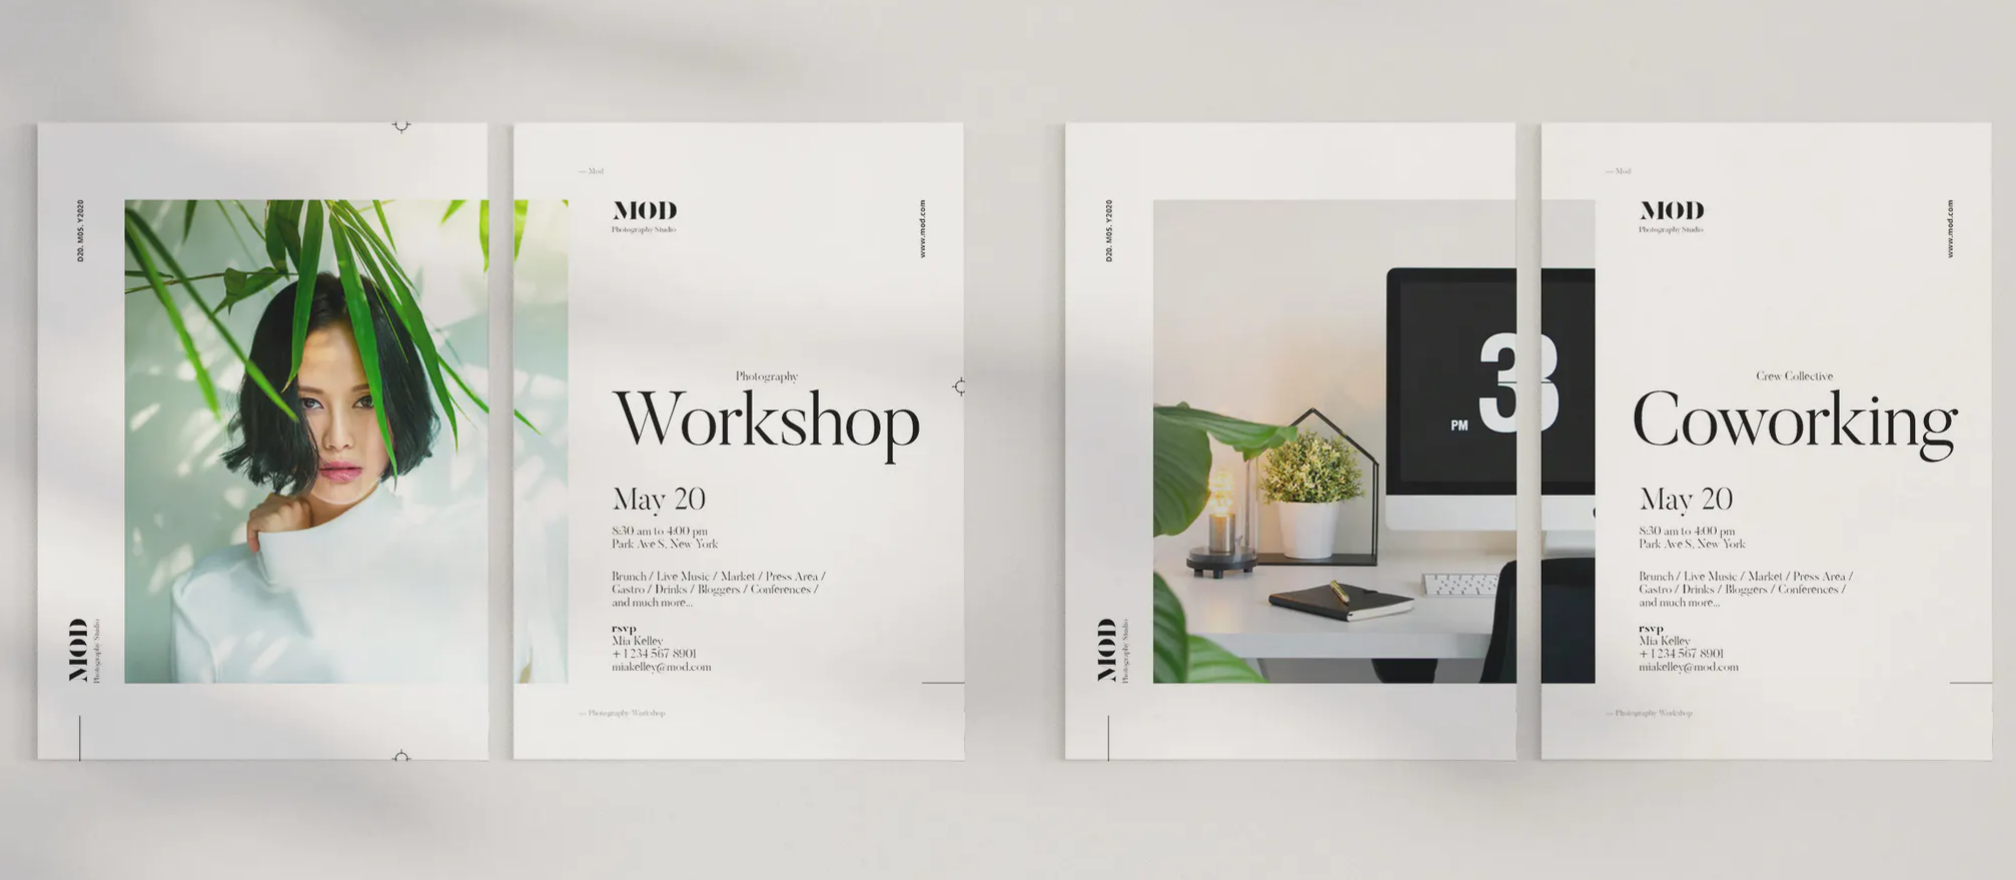 D20. M05. Y2020
MOD
Photography Studio
— Mod
MOD
Photography Studio
www.mod.com
Photography
Workshop
May 20
8:30 am to 4:00 pm
Park Ave S, New York
Brunch / Live Music / Market / Press Area /
Gastro / Drinks / Bloggers / Conferences /
and much more...
rsvp
Mia Kelley
+1 234 567 8901
miakelley@mod.com
— Photography Workshop
D20. M05. Y2020
MOD
Photography Studio
PM
3
— Mod
MOD
Photography Studio
www.mod.com
Crew Collective
Coworking
May 20
8:30 am to 4:00 pm
Park Ave S, New York
Brunch / Live Music / Market / Press Area /
Gastro / Drinks / Bloggers / Conferences /
and much more...
rsvp
Mia Kelley
+1 234 567 8901
miakelley@mod.com
— Photography Workshop